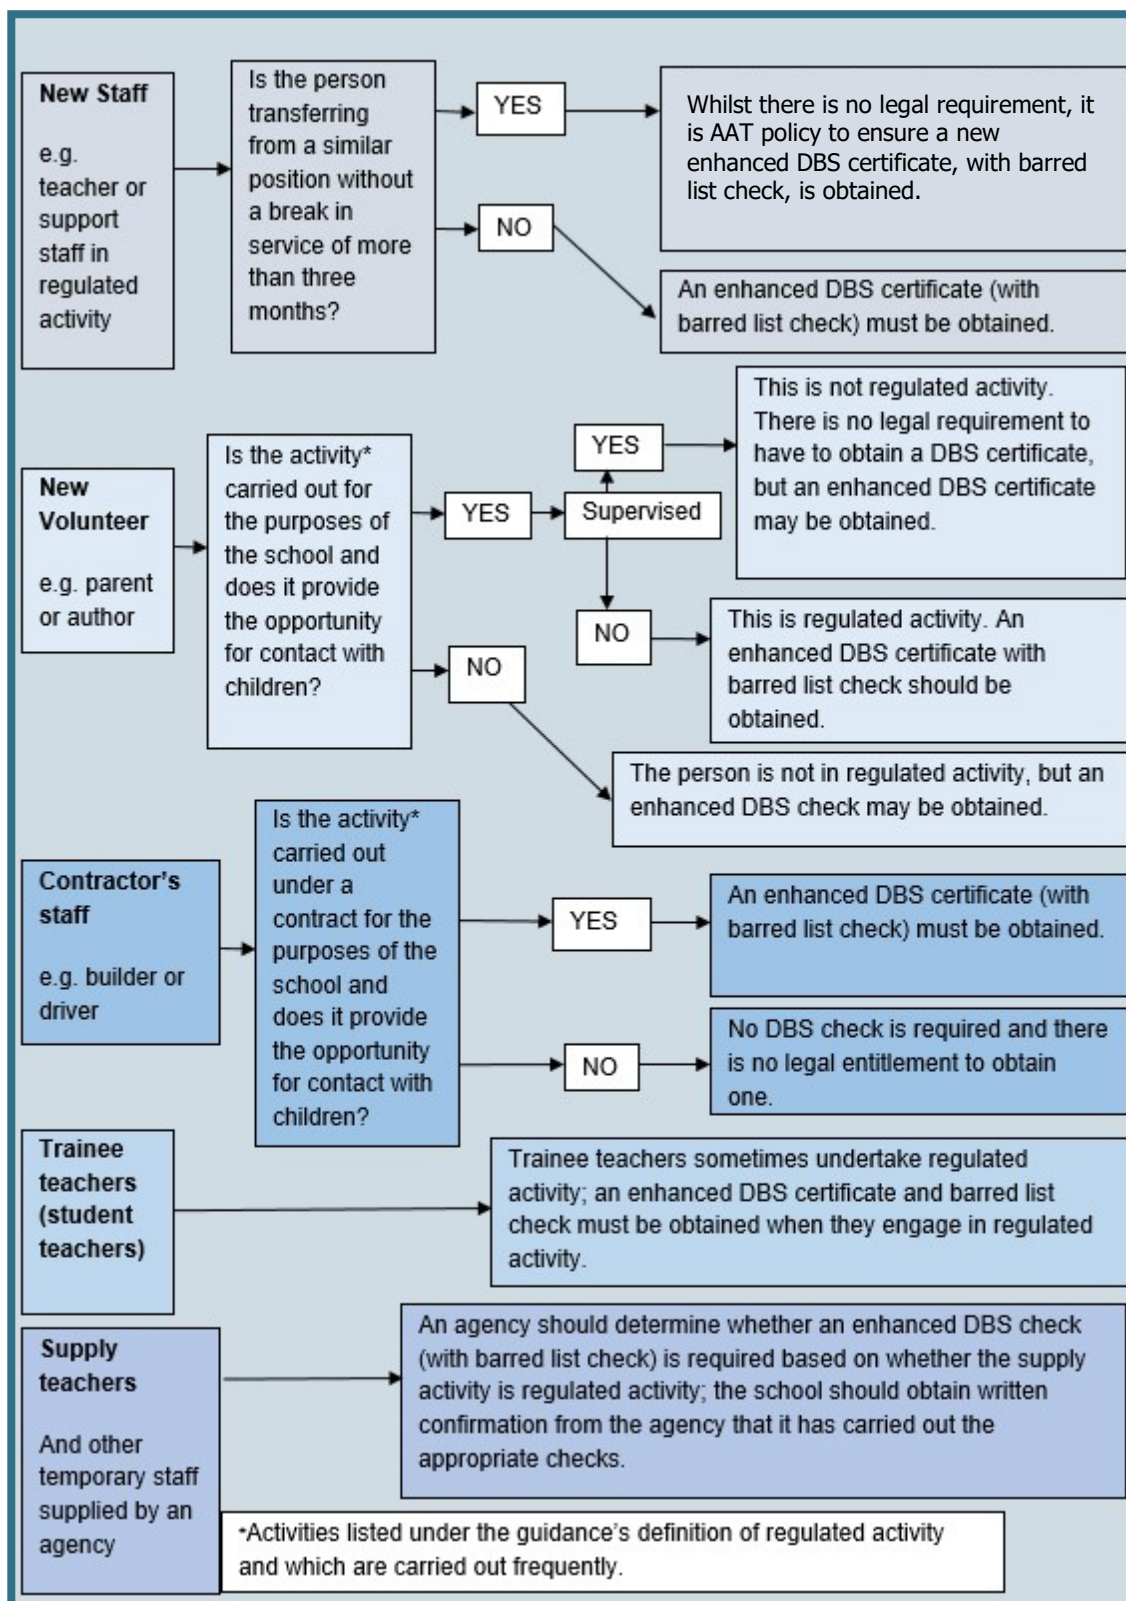 New Staff
e.g.
teacher or
support
staff in
regulated
activity
Is the person
transferring
from a similar
position without
a break in
service of more
than three
months?
YES
Whilst there is no legal requirement, it
is AAT policy to ensure a new
enhanced DBS certificate, with barred
list check, is obtained.
NO
An enhanced DBS certificate (with
barred list check) must be obtained.
New
Volunteer
e.g. parent
or author
Is the activity*
carried out for
the purposes of
the school and
does it provide
the opportunity
for contact with
children?
YES
Supervised
YES
This is not regulated activity.
There is no legal requirement to
have to obtain a DBS certificate,
but an enhanced DBS certificate
may be obtained.
NO
This is regulated activity. An
enhanced DBS certificate with
barred list check should be
obtained.
NO
The person is not in regulated activity, but an
enhanced DBS check may be obtained.
Contractor's
staff
e.g. builder or
driver
Is the activity*
carried out
under a
contract for the
purposes of the
school and
does it provide
the opportunity
for contact with
children?
YES
An enhanced DBS certificate (with
barred list check) must be obtained.
NO
No DBS check is required and there
is no legal entitlement to obtain
one.
Trainee
teachers
(student
teachers)
Trainee teachers sometimes undertake regulated
activity; an enhanced DBS certificate and barred list
check must be obtained when they engage in regulated
activity.
Supply
teachers
And other
temporary staff
supplied by an
agency
An agency should determine whether an enhanced DBS check
(with barred list check) is required based on whether the supply
activity is regulated activity; the school should obtain written
confirmation from the agency that it has carried out the
appropriate checks.
*Activities listed under the guidance's definition of regulated activity
and which are carried out frequently.